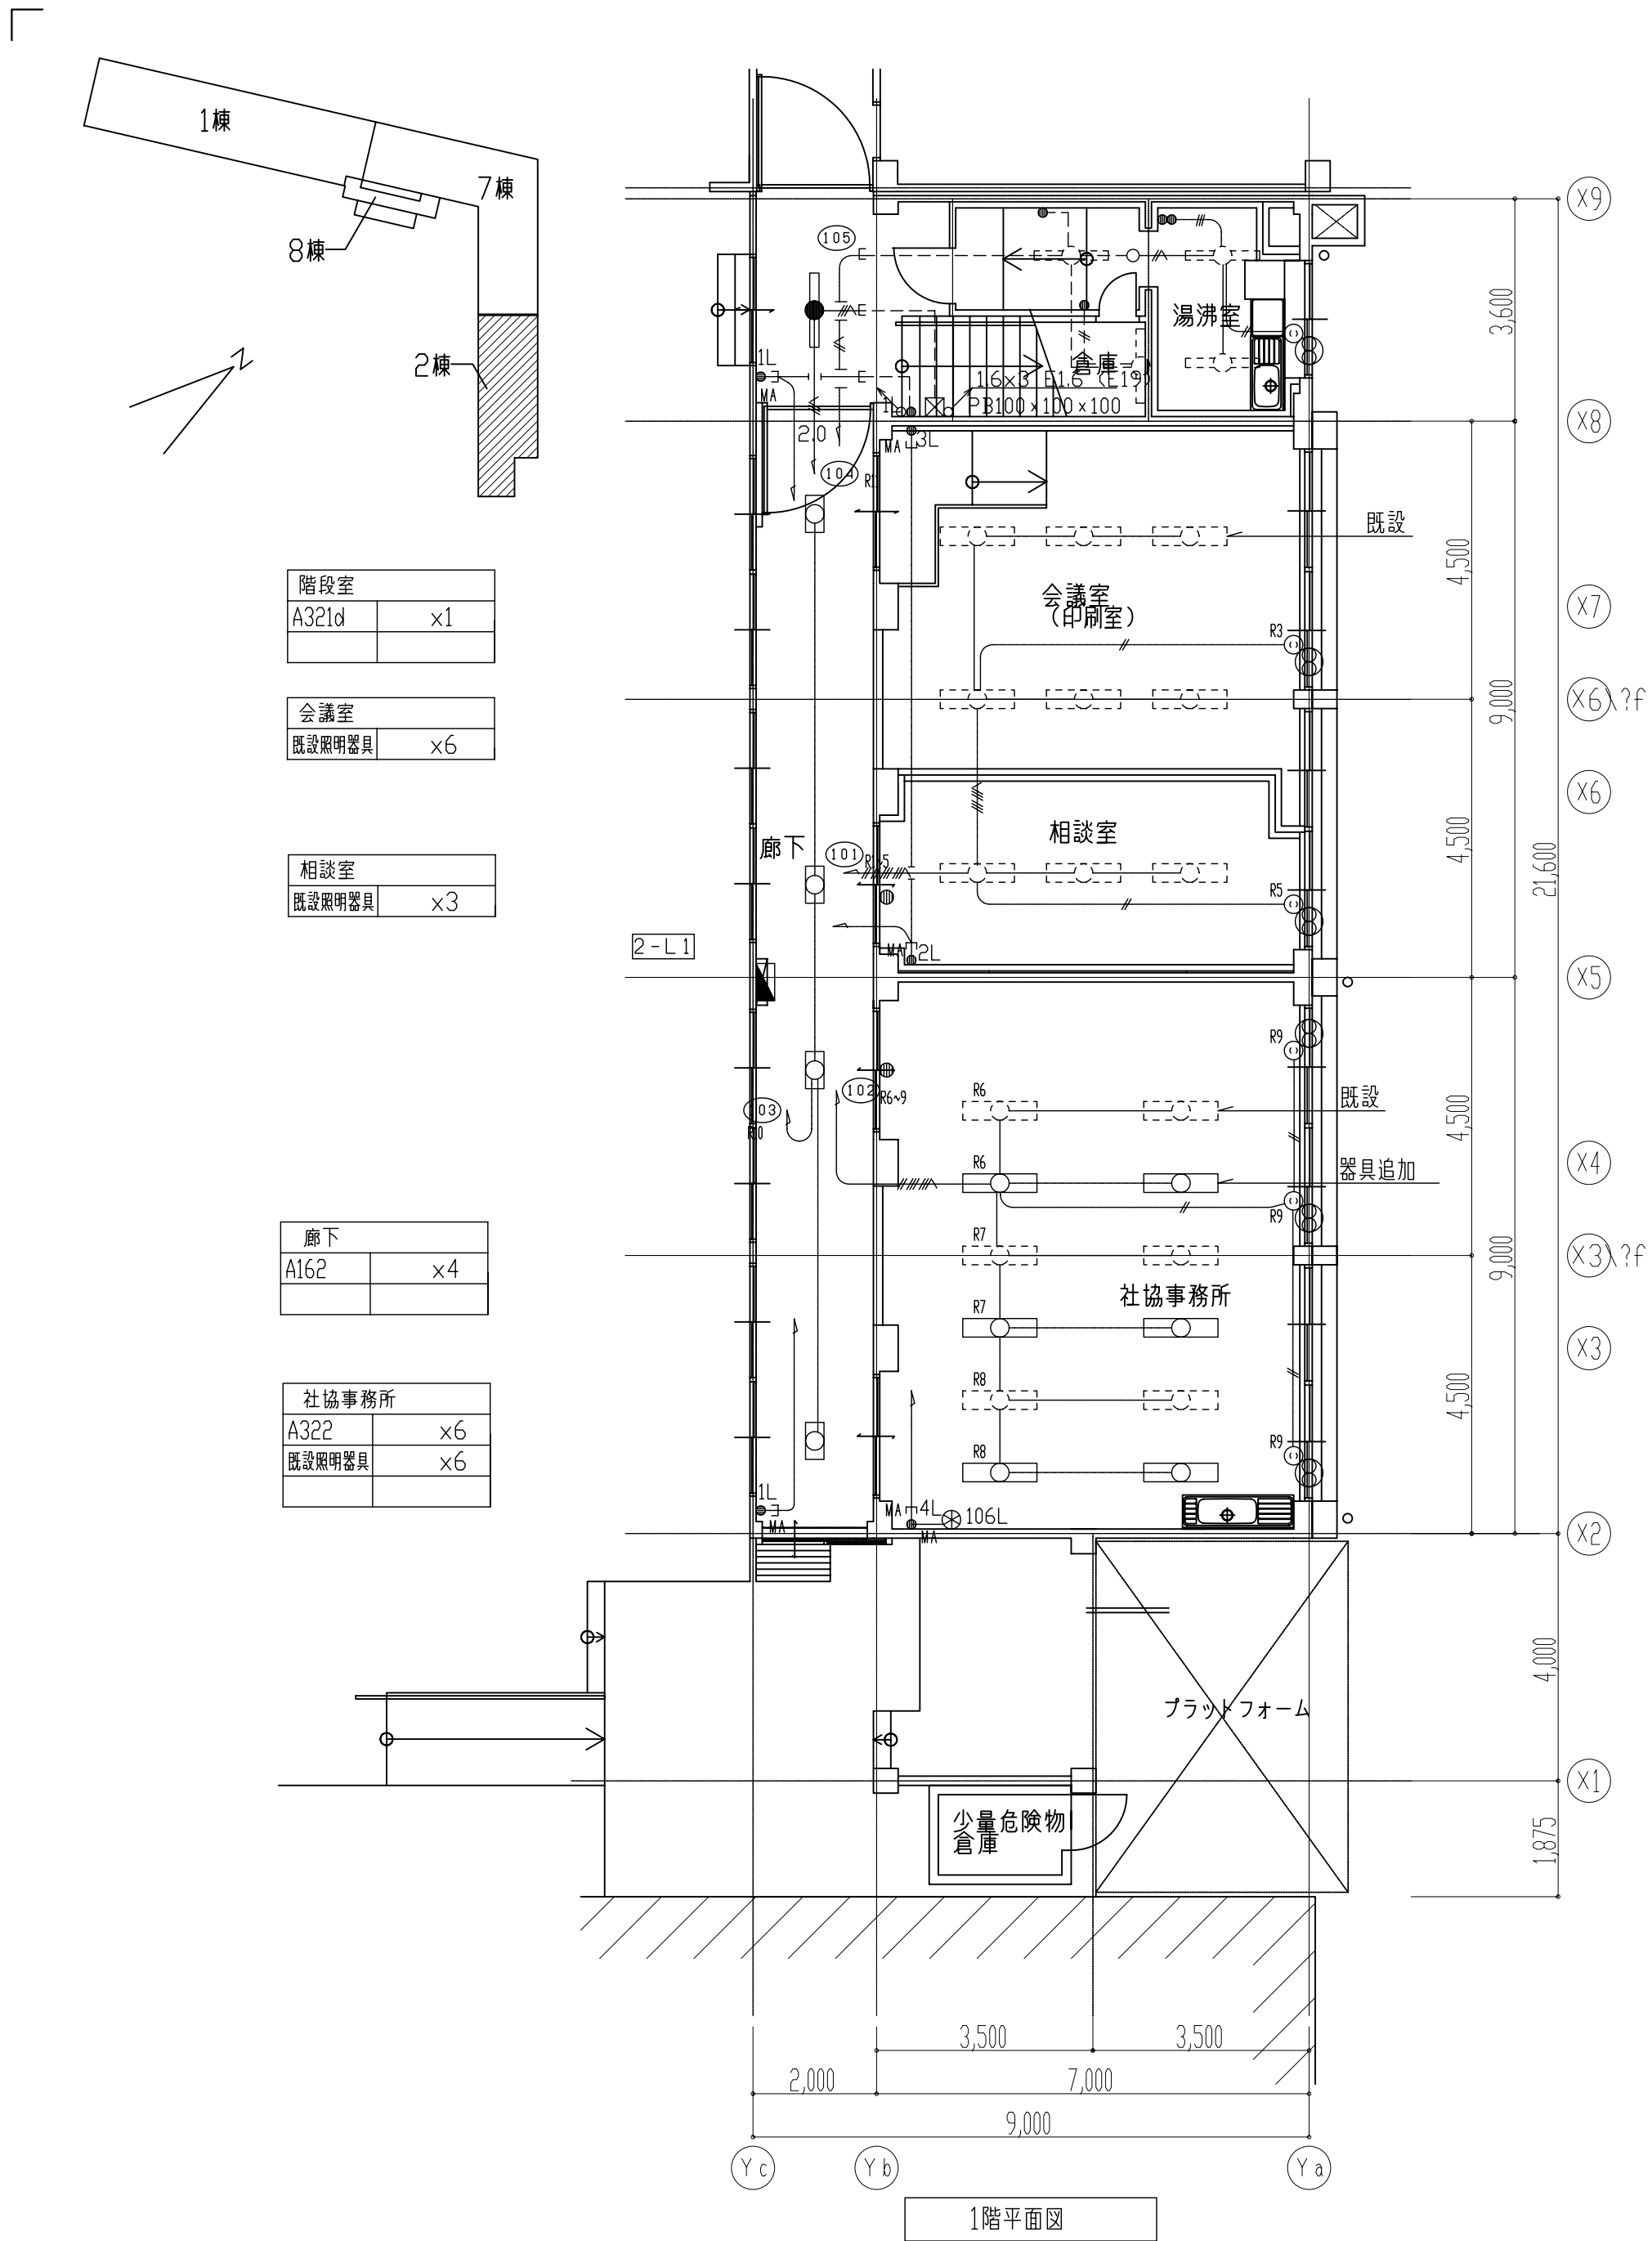 1棟
7棟
8棟
2棟
N
階段室
A321d x1
会議室
既設照明器具 x6
相談室
既設照明器具 x3
廊下
A162 x4
社協事務所
A322 x6
既設照明器具 x6
105
湯沸室
倉庫
1L
MA
1.6×3 E1.6 (E19)
PB100×100×100
1L
2.0
MA
3L
104
R11
既設
会議室
(印刷室)
R3
相談室
廊下
101
R1~5
R5
2-L1
MA
2L
R9
102
R6~9
103
R10
R6
既設
R6
器具追加
R9
R7
社協事務所
R7
R8
R8
R9
1L
MA
MA
4L
106L
MA
プラットフォーム
少量危険物
倉庫
X9
X8
X7
X6\?f
X6
X5
X4
X3\?f
X3
X2
X1
3,600
4,500
9,000
4,500
21,600
4,500
9,000
4,500
4,000
1,875
3,500
3,500
2,000
7,000
9,000
Yc
Yb
Ya
1階平面図